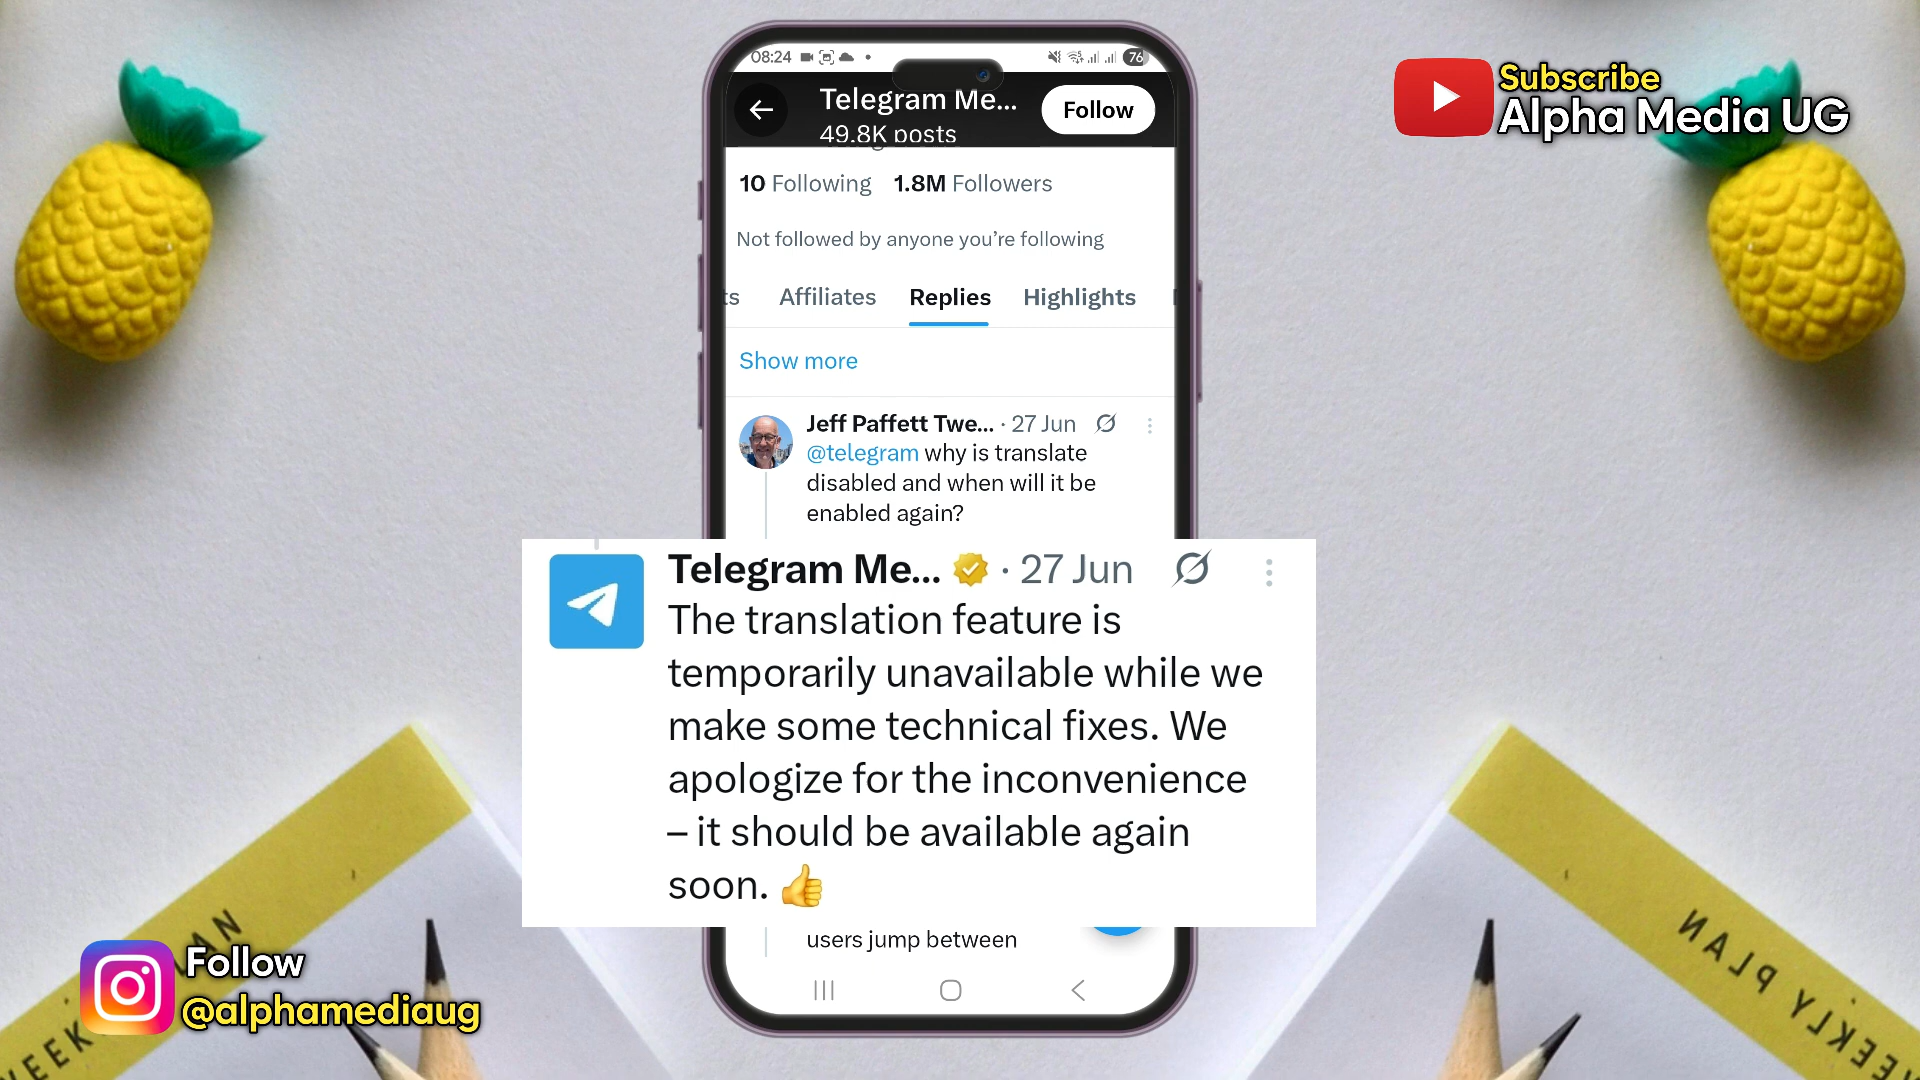 08:24
76
Telegram Me...
49.8K posts
Follow
10 Following 1.8M Followers
Not followed by anyone you're following
ts Affiliates Replies Highlights
Show more
Jeff Paffett Twe... · 27 Jun
@telegram why is translate
disabled and when will it be
enabled again?
Telegram Me... · 27 Jun
The translation feature is
temporarily unavailable while we
make some technical fixes. We
apologize for the inconvenience
– it should be available again
soon. 👍
users jump between
Subscribe
Alpha Media UG
Follow
@alphamediaug
WEEKLY PLAN